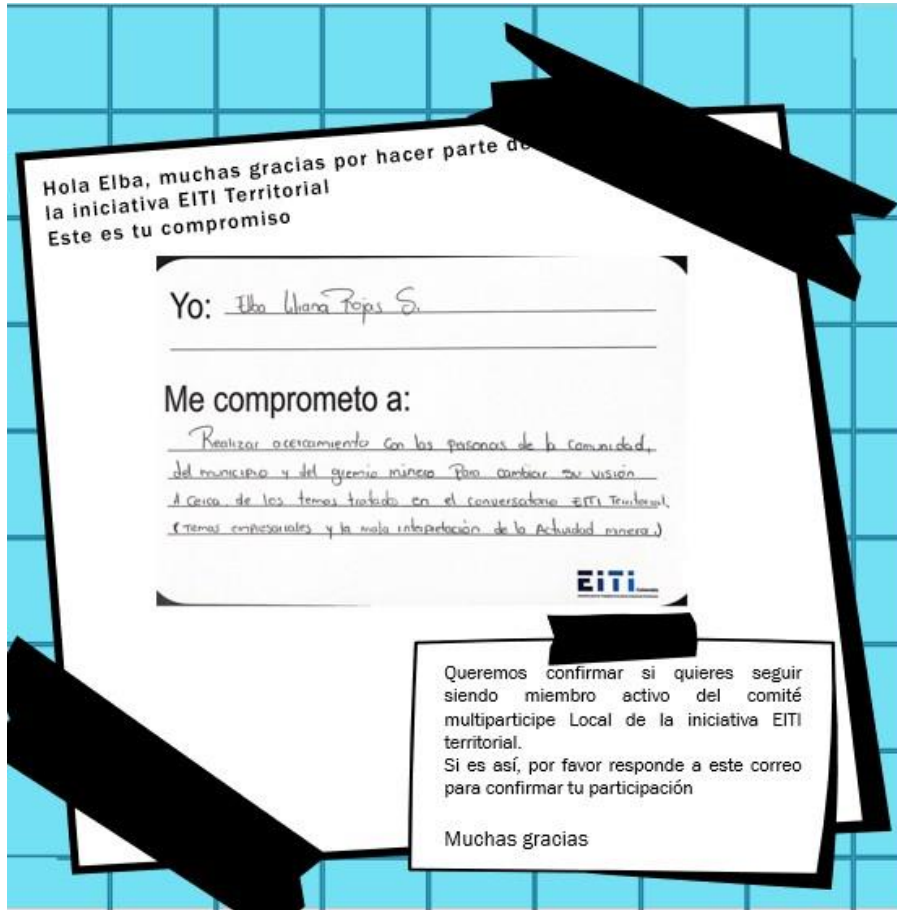 Hola Elba, muchas gracias por hacer parte de
la iniciativa EITI Territorial
Este es tu compromiso
Yo: Elba Liliana Rojas S.
Me comprometo a:
Realizar acercamiento con las personas de la comunidad,
del municipio y del gremio minero Para cambiar su visión
A cerca de los temas tratado en el conversatorio EITI Territorial.
(Temas empresariales y la mala intepretación de la Actividad minera.)
EiTi
Queremos confirmar si quieres seguir
siendo miembro activo del comité
multiparticipe Local de la iniciativa EITI
territorial.
Si es así, por favor responde a este correo
para confirmar tu participación
Muchas gracias